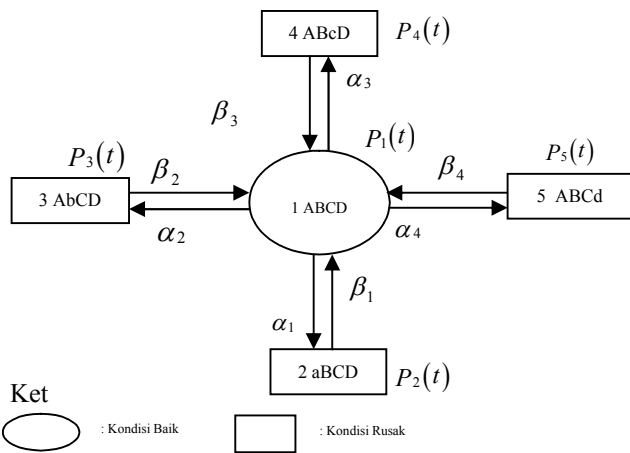 4 ABcD
P₄(t)
α₃
β₃
P₁(t)
P₃(t)
β₂
3 AbCD
α₂
1 ABCD
β₄
P₅(t)
5 ABCd
α₄
α₁
β₁
2 aBCD
P₂(t)
Ket
: Kondisi Baik
: Kondisi Rusak